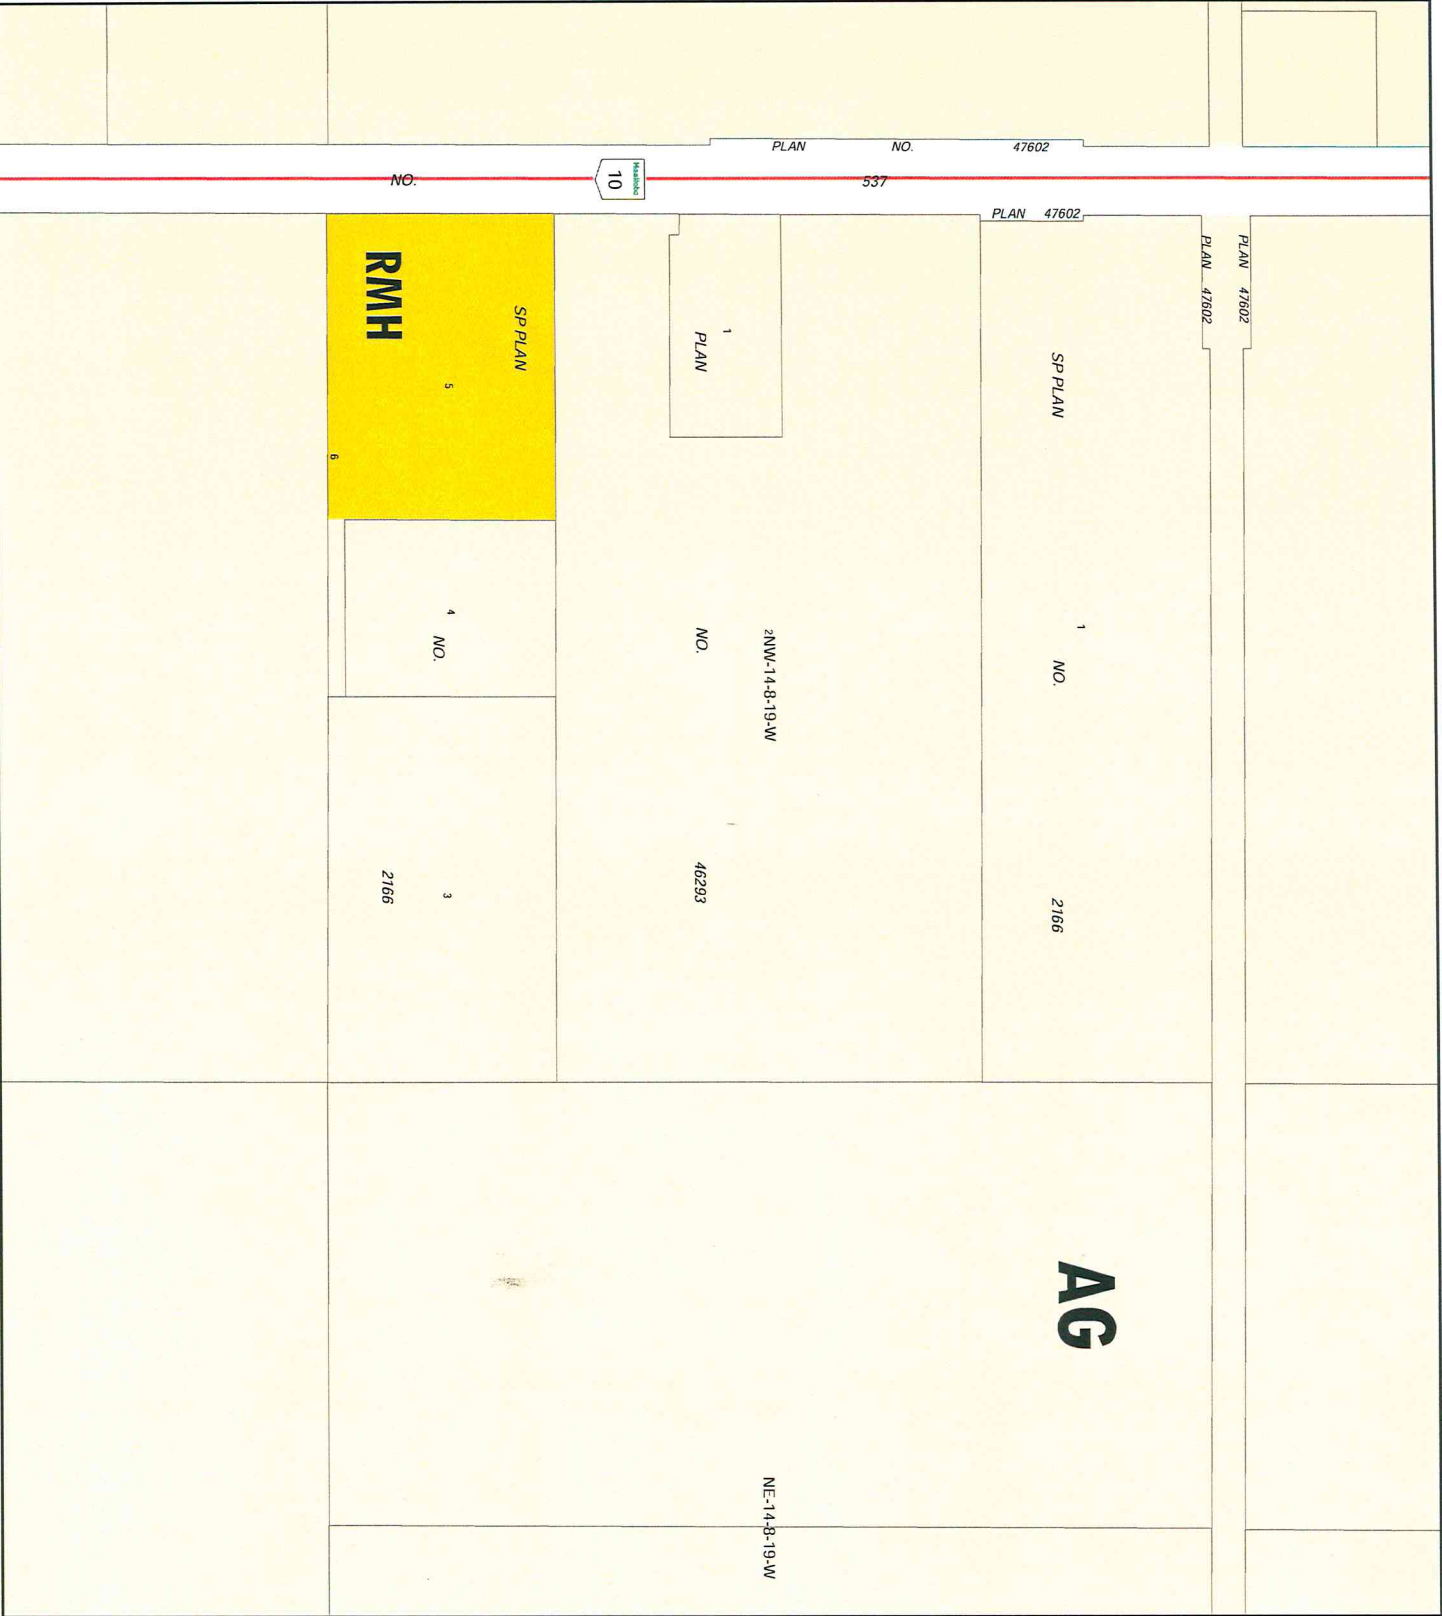 PLAN NO. 47602
NO. 537
Manitoba
10
PLAN 47602
PLAN 47602
PLAN 47602
RMH
SP PLAN
5
6
1
PLAN
SP PLAN
4
NO.
NO.
2NW-14-8-19-W
1
NO.
2166
3
46293
2166
AG
NE-14-8-19-W